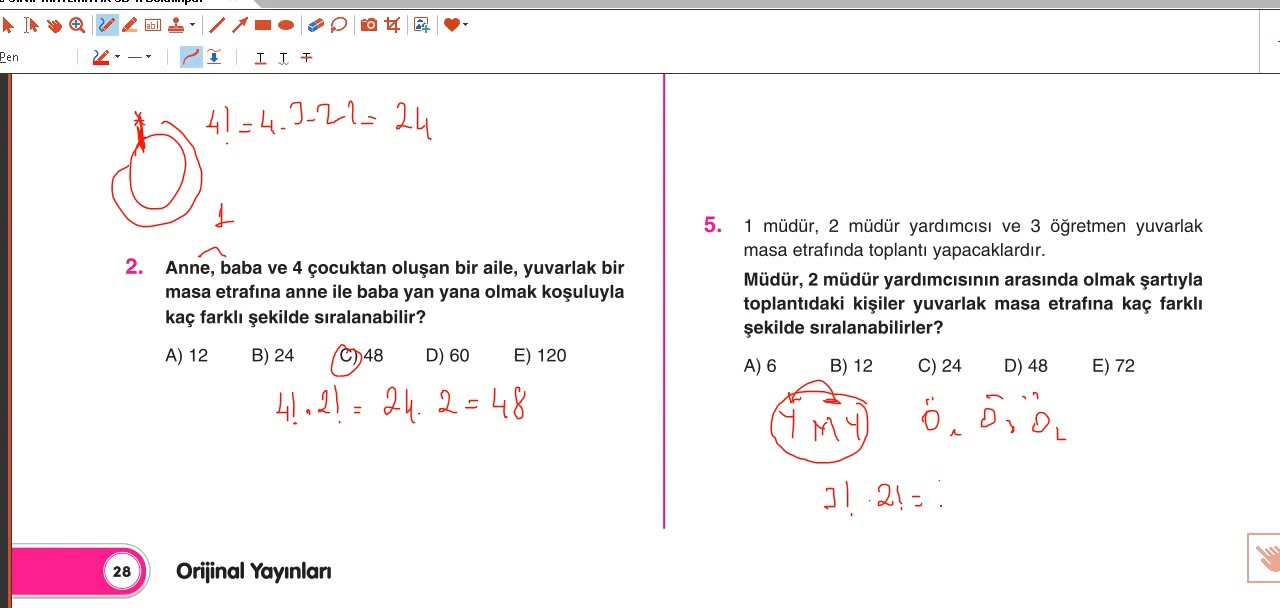 Pen
4! = 4.3.2.1 = 24
1
2. Anne, baba ve 4 çocuktan oluşan bir aile, yuvarlak bir
masa etrafına anne ile baba yan yana olmak koşuluyla
kaç farklı şekilde sıralanabilir?
A) 12 B) 24 C) 48 D) 60 E) 120
4! . 2! = 24 . 2 = 48
5. 1 müdür, 2 müdür yardımcısı ve 3 öğretmen yuvarlak
masa etrafında toplantı yapacaklardır.
Müdür, 2 müdür yardımcısının arasında olmak şartıyla
toplantıdaki kişiler yuvarlak masa etrafına kaç farklı
şekilde sıralanabilirler?
A) 6 B) 12 C) 24 D) 48 E) 72
Y M Y Ö Ö3 Ö2
3! . 2! =
28 Orijinal Yayınları